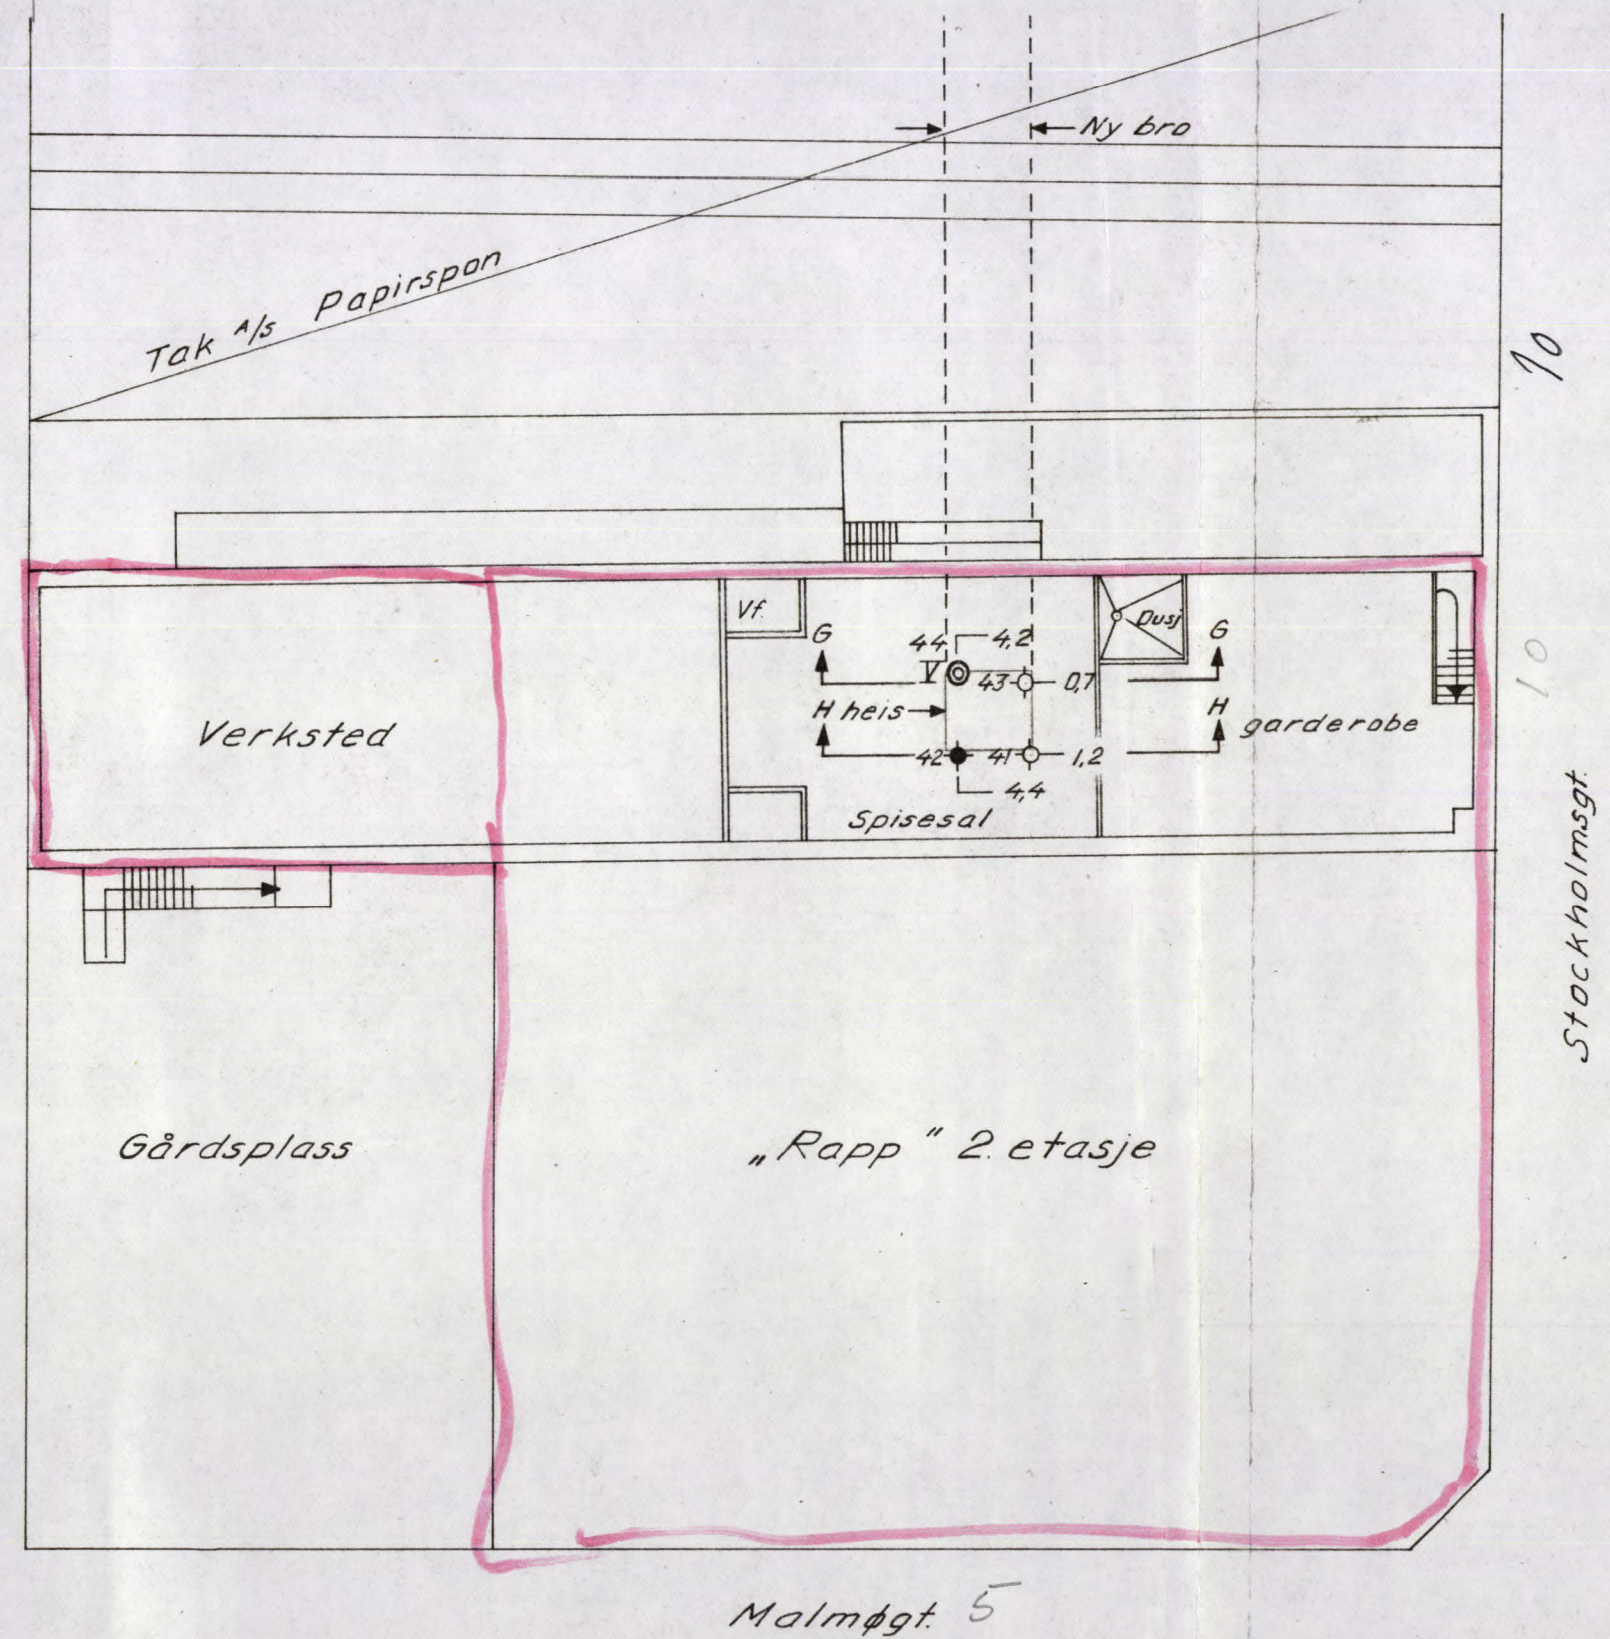 Ny bro
Tak A/s Papirspon
10
Vf.
Dusj
G
44
4,2
G
V
43
0,7
H heis
H
garderobe
Verksted
42
41
1,2
4,4
Spisesal
10
Stockholmsgt.
Gårdsplass
„Rapp" 2. etasje
Malmøgt. 5